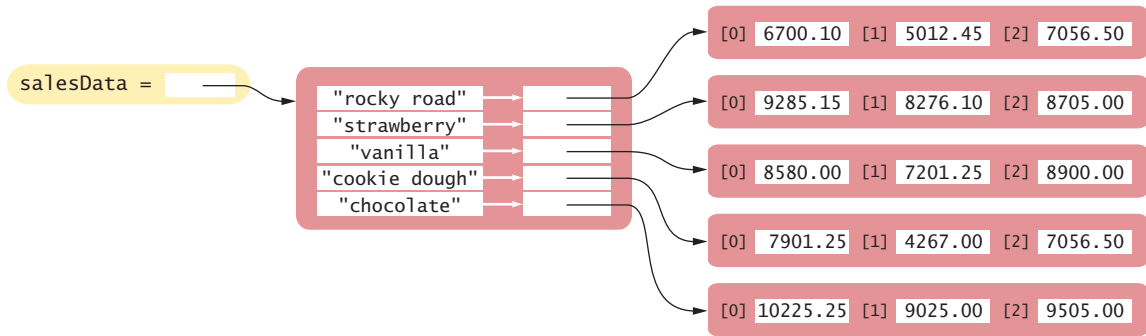 salesData =
"rocky road"
"strawberry"
"vanilla"
"cookie dough"
"chocolate"
[0] 6700.10 [1] 5012.45 [2] 7056.50
[0] 9285.15 [1] 8276.10 [2] 8705.00
[0] 8580.00 [1] 7201.25 [2] 8900.00
[0] 7901.25 [1] 4267.00 [2] 7056.50
[0] 10225.25 [1] 9025.00 [2] 9505.00